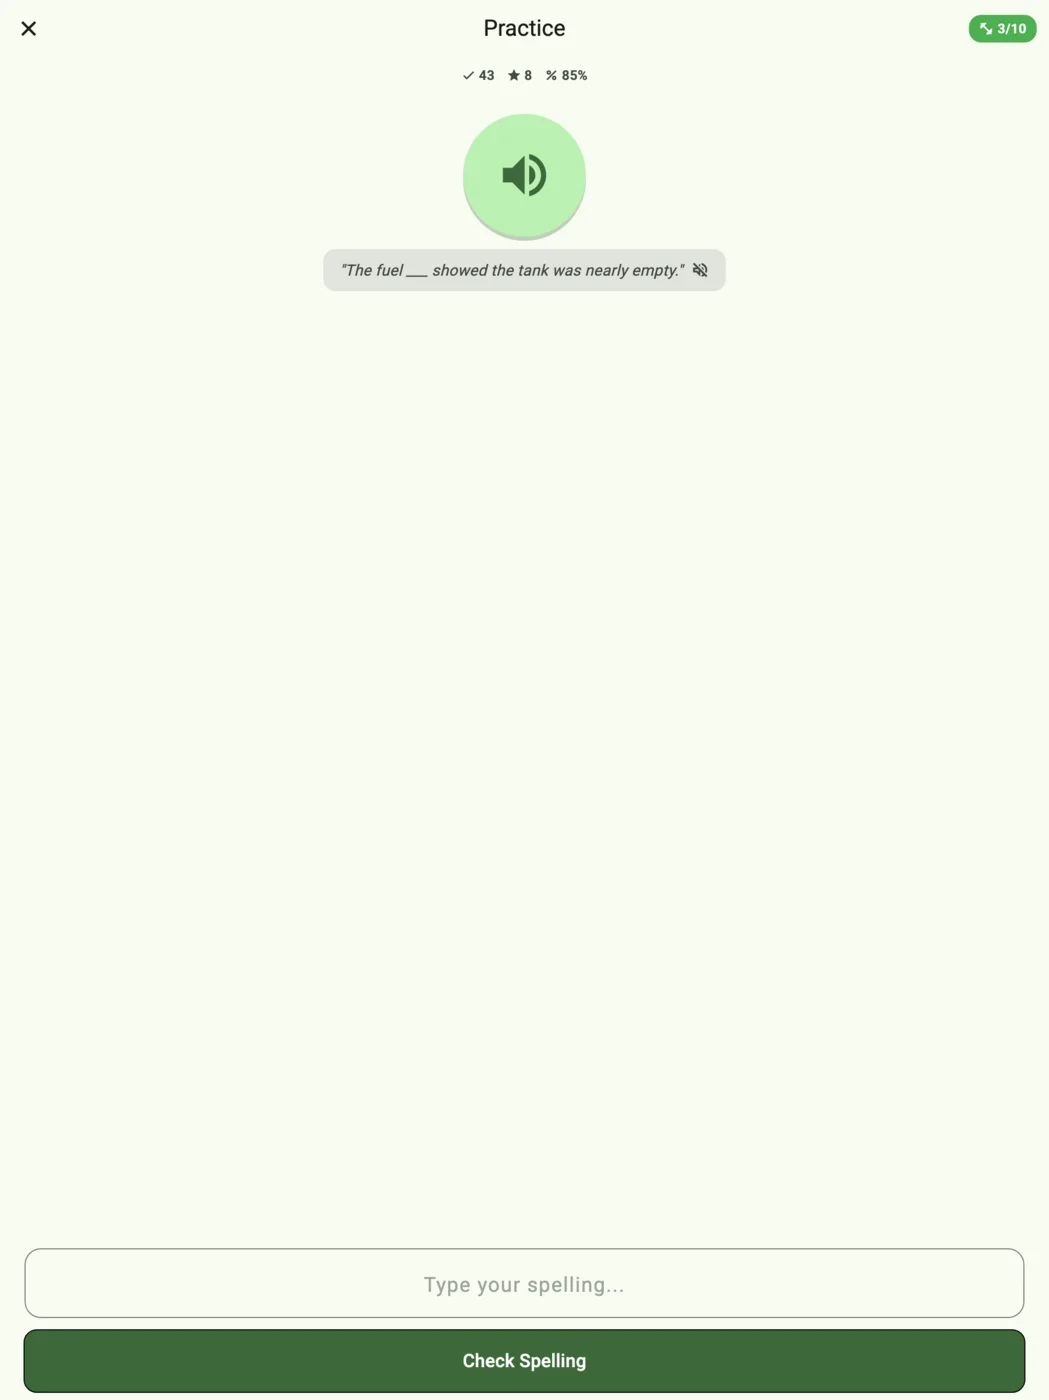 Practice
3/10
43 8 % 85%
"The fuel ___ showed the tank was nearly empty."
Type your spelling...
Check Spelling